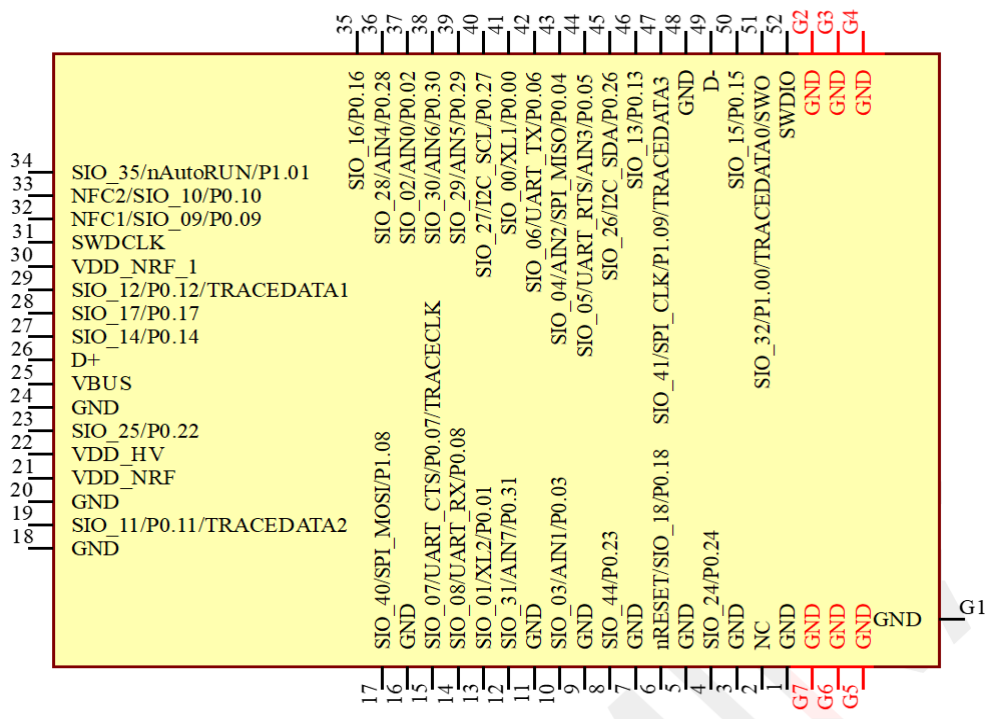 35
36
37
38
39
40
41
42
43
44
45
46
47
48
49
50
51
52
G2
G3
G4
SIO_16/P0.16
SIO_28/AIN4/P0.28
SIO_02/AIN0/P0.02
SIO_30/AIN6/P0.30
SIO_29/AIN5/P0.29
SIO_27/I2C_SCL/P0.27
SIO_00/XL1/P0.00
SIO_06/UART_TX/P0.06
SIO_04/AIN2/SPI_MISO/P0.04
SIO_05/UART_RTS/AIN3/P0.05
SIO_26/I2C_SDA/P0.26
SIO_13/P0.13
SIO_41/SPI_CLK/P1.09/TRACEDATA3
GND
D-
SIO_15/P0.15
SIO_32/P1.00/TRACEDATA0/SWO
SWDIO
GND
GND
GND
34 SIO_35/nAutoRUN/P1.01
33 NFC2/SIO_10/P0.10
32 NFC1/SIO_09/P0.09
31 SWDCLK
30 VDD_NRF_1
29 SIO_12/P0.12/TRACEDATA1
28 SIO_17/P0.17
27 SIO_14/P0.14
26 D+
25 VBUS
24 GND
23 SIO_25/P0.22
22 VDD_HV
21 VDD_NRF
20 GND
19 SIO_11/P0.11/TRACEDATA2
18 GND
SIO_40/SPI_MOSI/P1.08
GND
SIO_07/UART_CTS/P0.07/TRACECLK
SIO_08/UART_RX/P0.08
SIO_01/XL2/P0.01
SIO_31/AIN7/P0.31
GND
SIO_03/AIN1/P0.03
GND
SIO_44/P0.23
GND
nRESET/SIO_18/P0.18
GND
SIO_24/P0.24
GND
NC
GND
GND
GND
GND
GND G1
17
16
15
14
13
12
11
10
9
8
7
6
5
4
3
2
1
G7
G6
G5